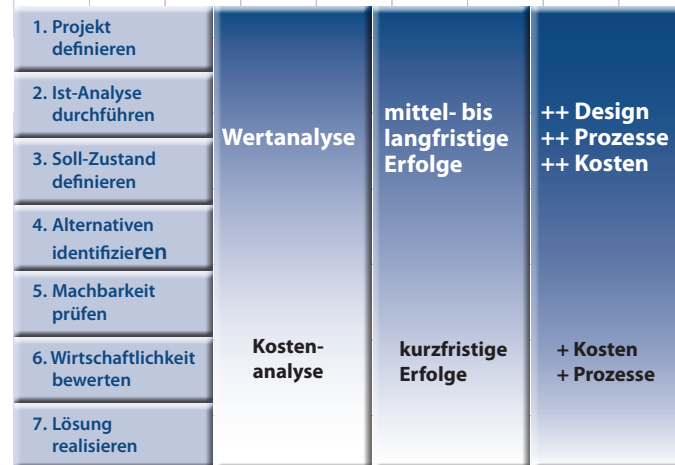 1. Projekt
definieren
2. Ist-Analyse
durchführen
3. Soll-Zustand
definieren
4. Alternativen
identifizieren
5. Machbarkeit
prüfen
6. Wirtschaftlichkeit
bewerten
7. Lösung
realisieren
Wertanalyse
Kosten-
analyse
mittel- bis
langfristige
Erfolge
kurzfristige
Erfolge
++ Design
++ Prozesse
++ Kosten
+ Kosten
+ Prozesse